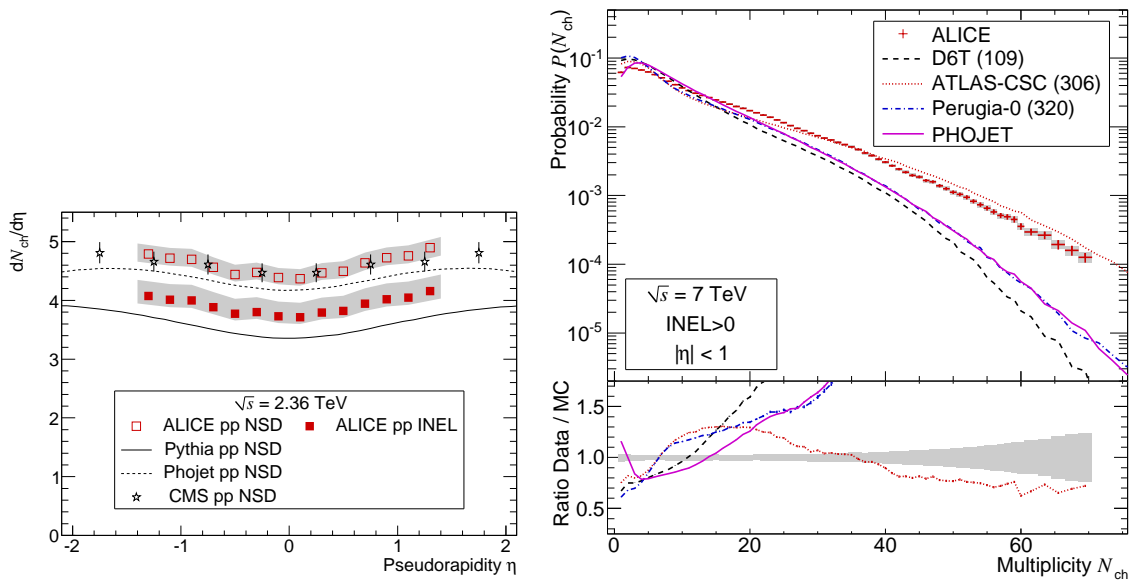 dN_ch/dη
5
4
3
2
1
0
√s = 2.36 TeV
ALICE pp NSD ALICE pp INEL
Pythia pp NSD
Phojet pp NSD
CMS pp NSD
-2 -1 0 1 2
Pseudorapidity η
Probability P(N_ch)
10^-1
10^-2
10^-3
10^-4
10^-5
ALICE
D6T (109)
ATLAS-CSC (306)
Perugia-0 (320)
PHOJET
√s = 7 TeV
INEL>0
|η| < 1
Ratio Data / MC
1.5
1.0
0.5
0 20 40 60
Multiplicity N_ch